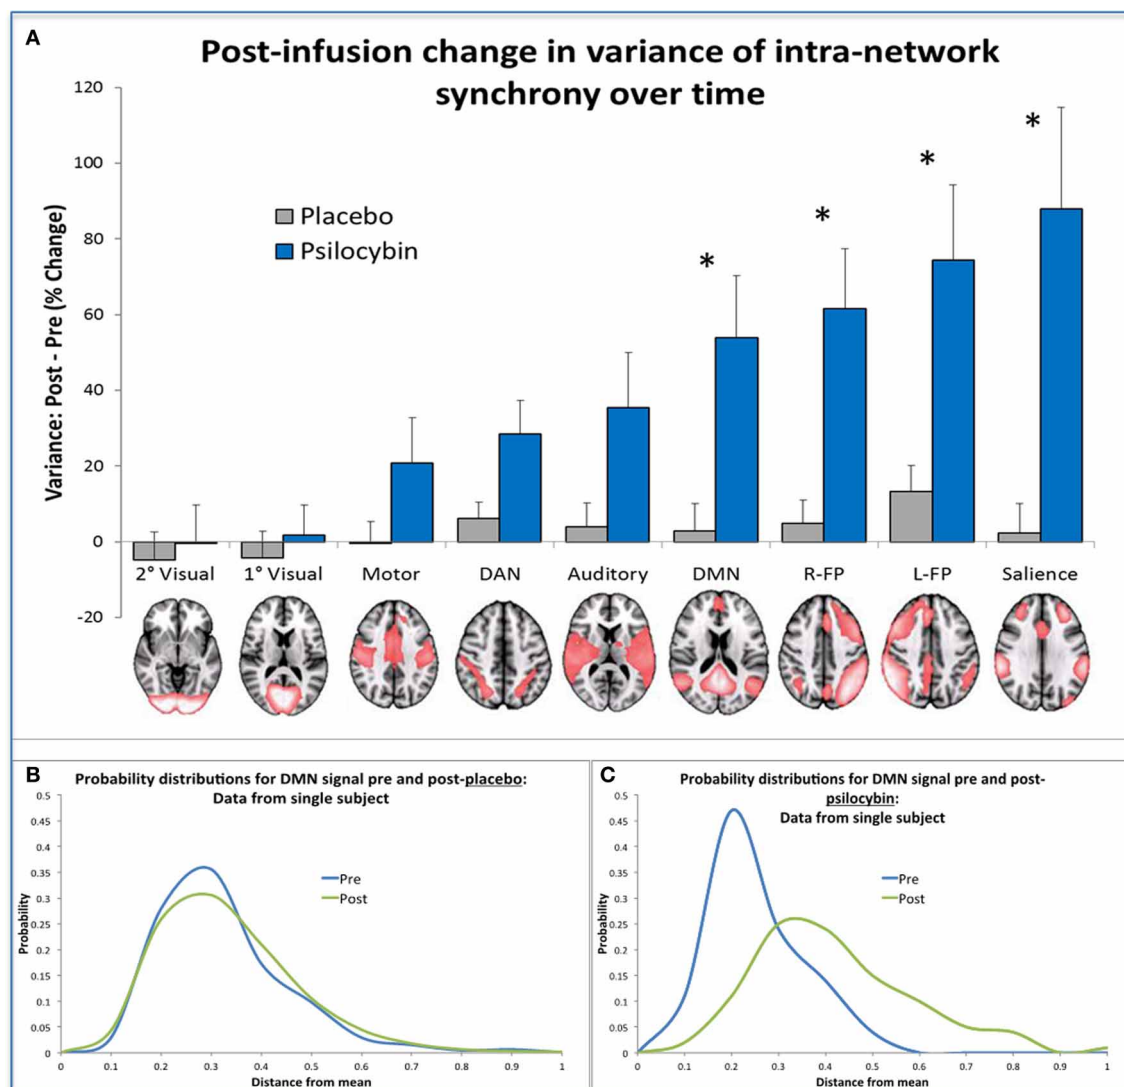 A
Post-infusion change in variance of intra-network
synchrony over time
Variance: Post - Pre (% Change)
120
100
80
60
40
20
0
-20
Placebo
Psilocybin
*
*
*
*
2° Visual
1° Visual
Motor
DAN
Auditory
DMN
R-FP
L-FP
Salience
B
Probability distributions for DMN signal pre and post-placebo:
Data from single subject
Probability
0.5
0.45
0.4
0.35
0.3
0.25
0.2
0.15
0.1
0.05
0
Pre
Post
0
0.1
0.2
0.3
0.4
0.5
0.6
0.7
0.8
0.9
1
Distance from mean
C
Probability distributions for DMN signal pre and post-
psilocybin:
Data from single subject
Probability
0.5
0.45
0.4
0.35
0.3
0.25
0.2
0.15
0.1
0.05
0
Pre
Post
0
0.1
0.2
0.3
0.4
0.5
0.6
0.7
0.8
0.9
1
Distance from mean